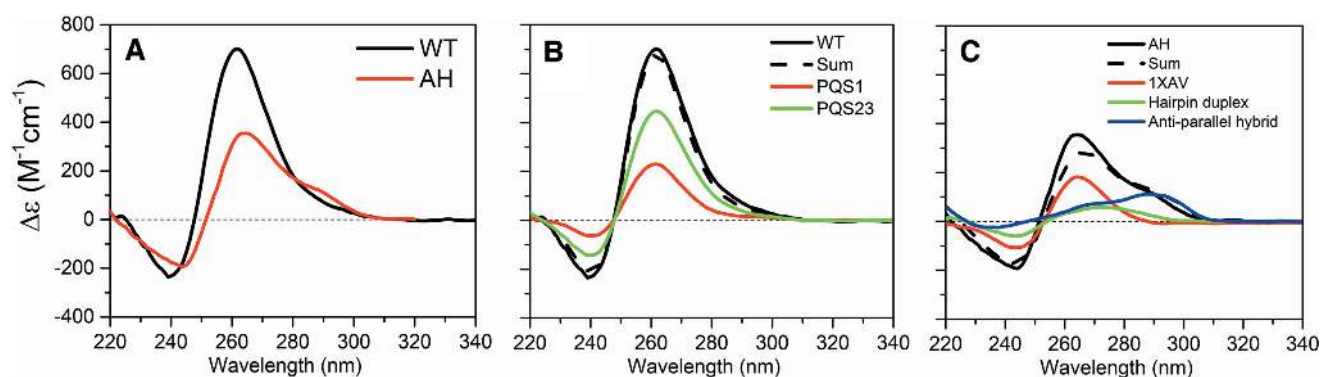 A
WT
AH
Δε (M⁻¹cm⁻¹)
800
600
400
200
0
-200
-400
220 240 260 280 300 320 340
Wavelength (nm)
B
WT
Sum
PQS1
PQS23
220 240 260 280 300 320 340
Wavelength (nm)
C
AH
Sum
1XAV
Hairpin duplex
Anti-parallel hybrid
220 240 260 280 300 320 340
Wavelength (nm)